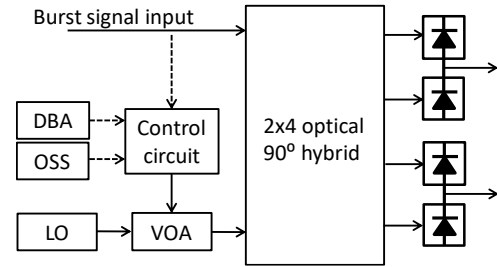 Burst signal input
DBA
OSS
Control
circuit
LO
VOA
2x4 optical
90º hybrid